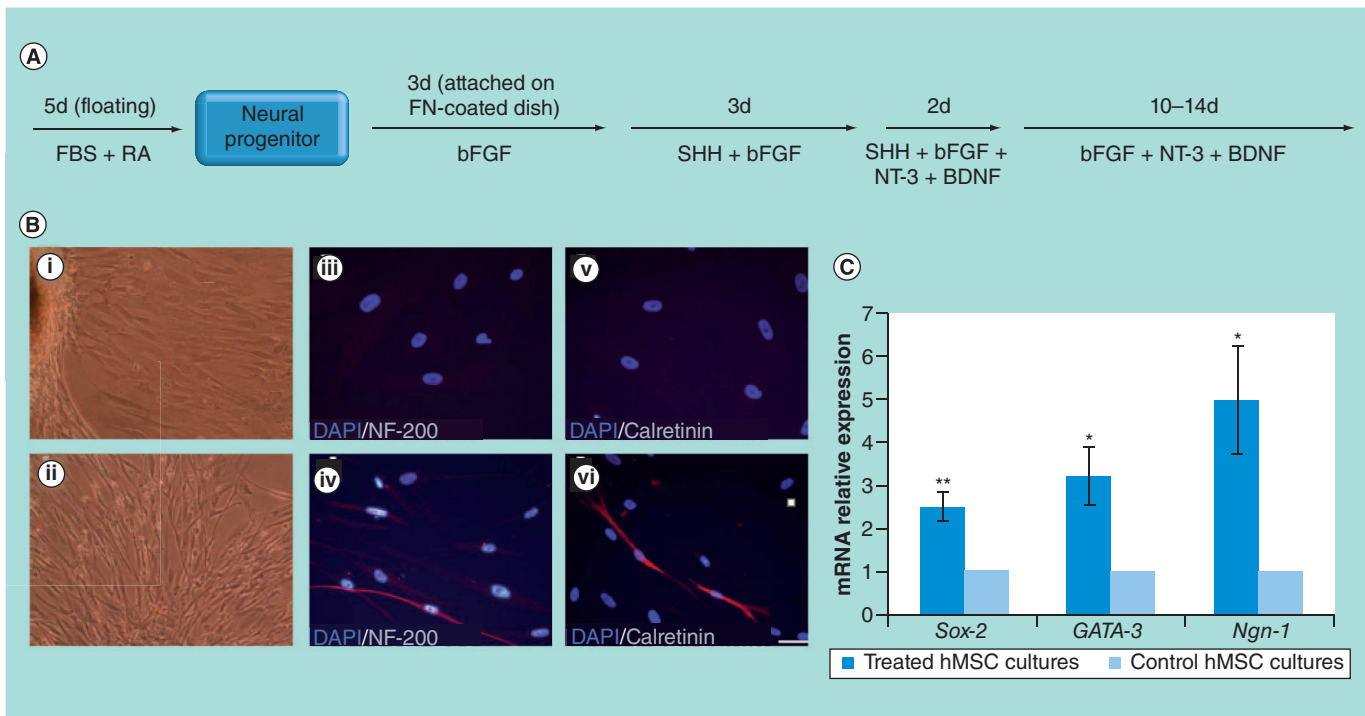 A
5d (floating)
FBS + RA
Neural
progenitor
3d (attached on
FN-coated dish)
bFGF
3d
SHH + bFGF
2d
SHH + bFGF +
NT-3 + BDNF
10–14d
bFGF + NT-3 + BDNF
B
i
iii
DAPI/NF-200
v
DAPI/Calretinin
ii
iv
DAPI/NF-200
vi
DAPI/Calretinin
C
mRNA relative expression
7
6
5
4
3
2
1
0
**
*
*
Sox-2
GATA-3
Ngn-1
Treated hMSC cultures
Control hMSC cultures